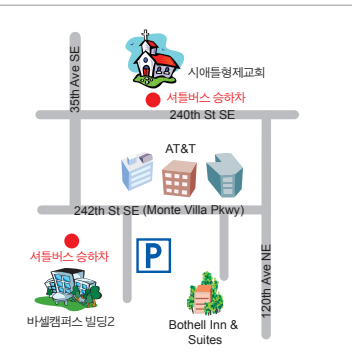 35th Ave SE
시애틀형제교회
셔틀버스 승하차
240th St SE
AT&T
242th St SE (Monte Villa Pkwy)
셔틀버스 승하차
P
바셀캠퍼스 빌딩2
Bothell Inn &
Suites
120th Ave NE